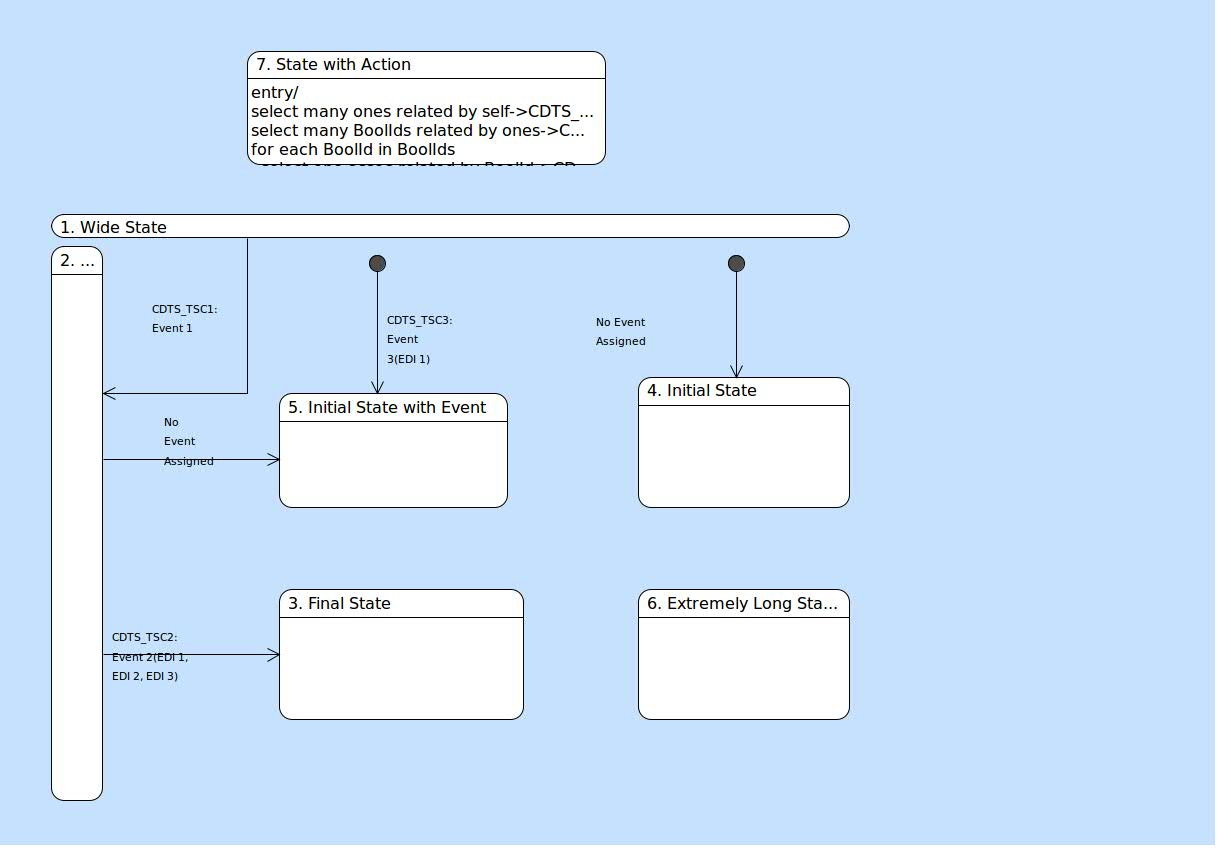 7. State with Action
entry/
select many ones related by self->CDTS_...
select many BoolIds related by ones->C...
for each BoolId in BoolIds
1. Wide State
2. ...
CDTS_TSC1:
Event 1
CDTS_TSC3:
Event
3(EDI 1)
No Event
Assigned
5. Initial State with Event
4. Initial State
No
Event
Assigned
3. Final State
6. Extremely Long Sta...
CDTS_TSC2:
Event 2(EDI 1,
EDI 2, EDI 3)